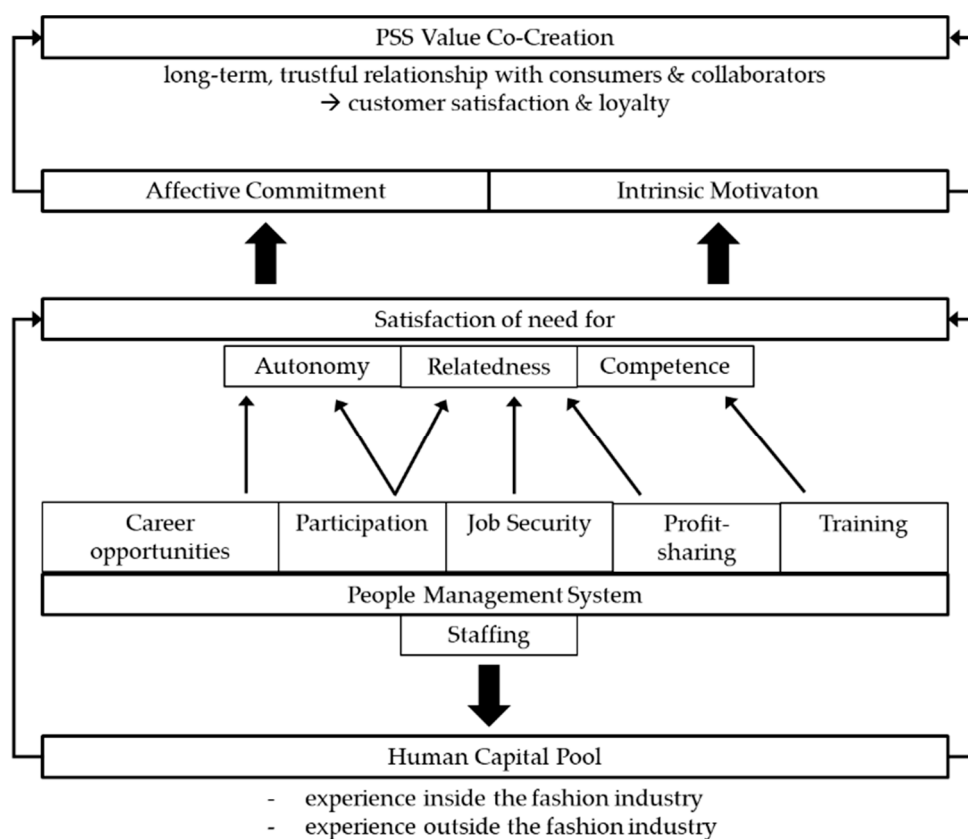 PSS Value Co-Creation
long-term, trustful relationship with consumers & collaborators
→ customer satisfaction & loyalty
Affective Commitment
Intrinsic Motivaton
Satisfaction of need for
Autonomy
Relatedness
Competence
Career
opportunities
Participation
Job Security
Profit-
sharing
Training
People Management System
Staffing
Human Capital Pool
- experience inside the fashion industry
- experience outside the fashion industry